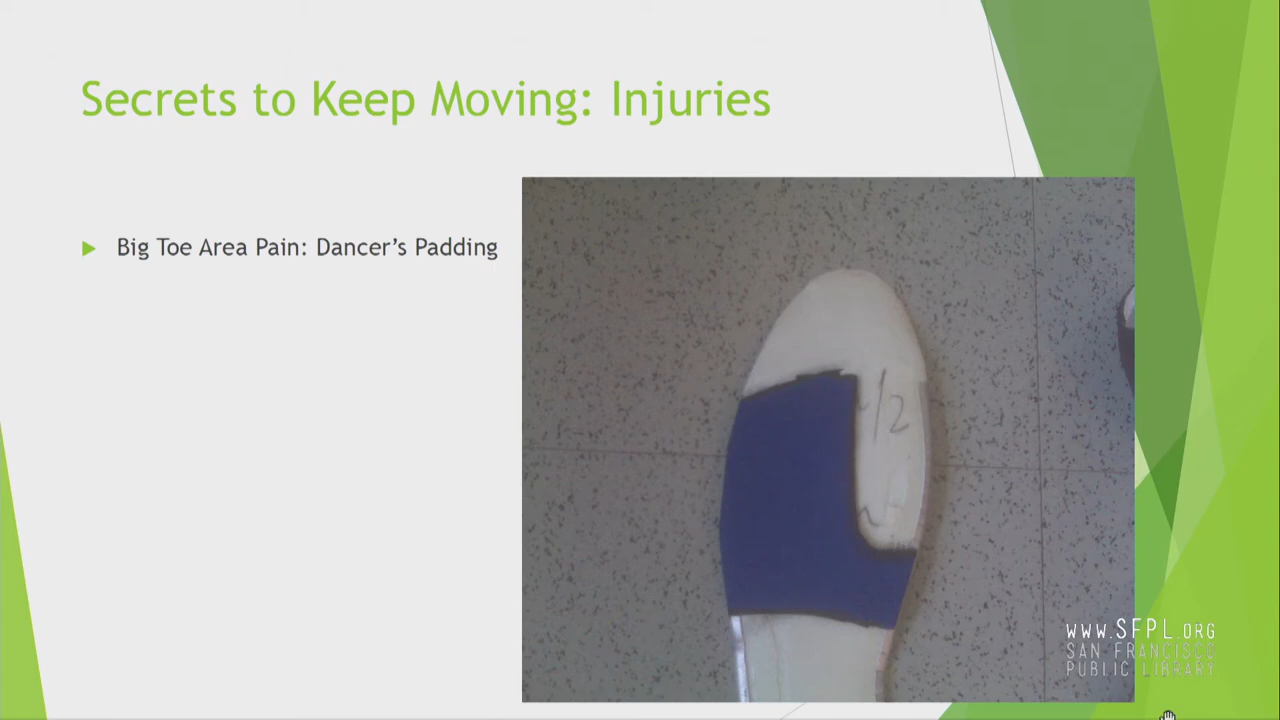 Secrets to Keep Moving: Injuries
Big Toe Area Pain: Dancer's Padding
1/2
www.SFPL.ORG
SAN FRANCISCO
PUBLIC LIBRARY